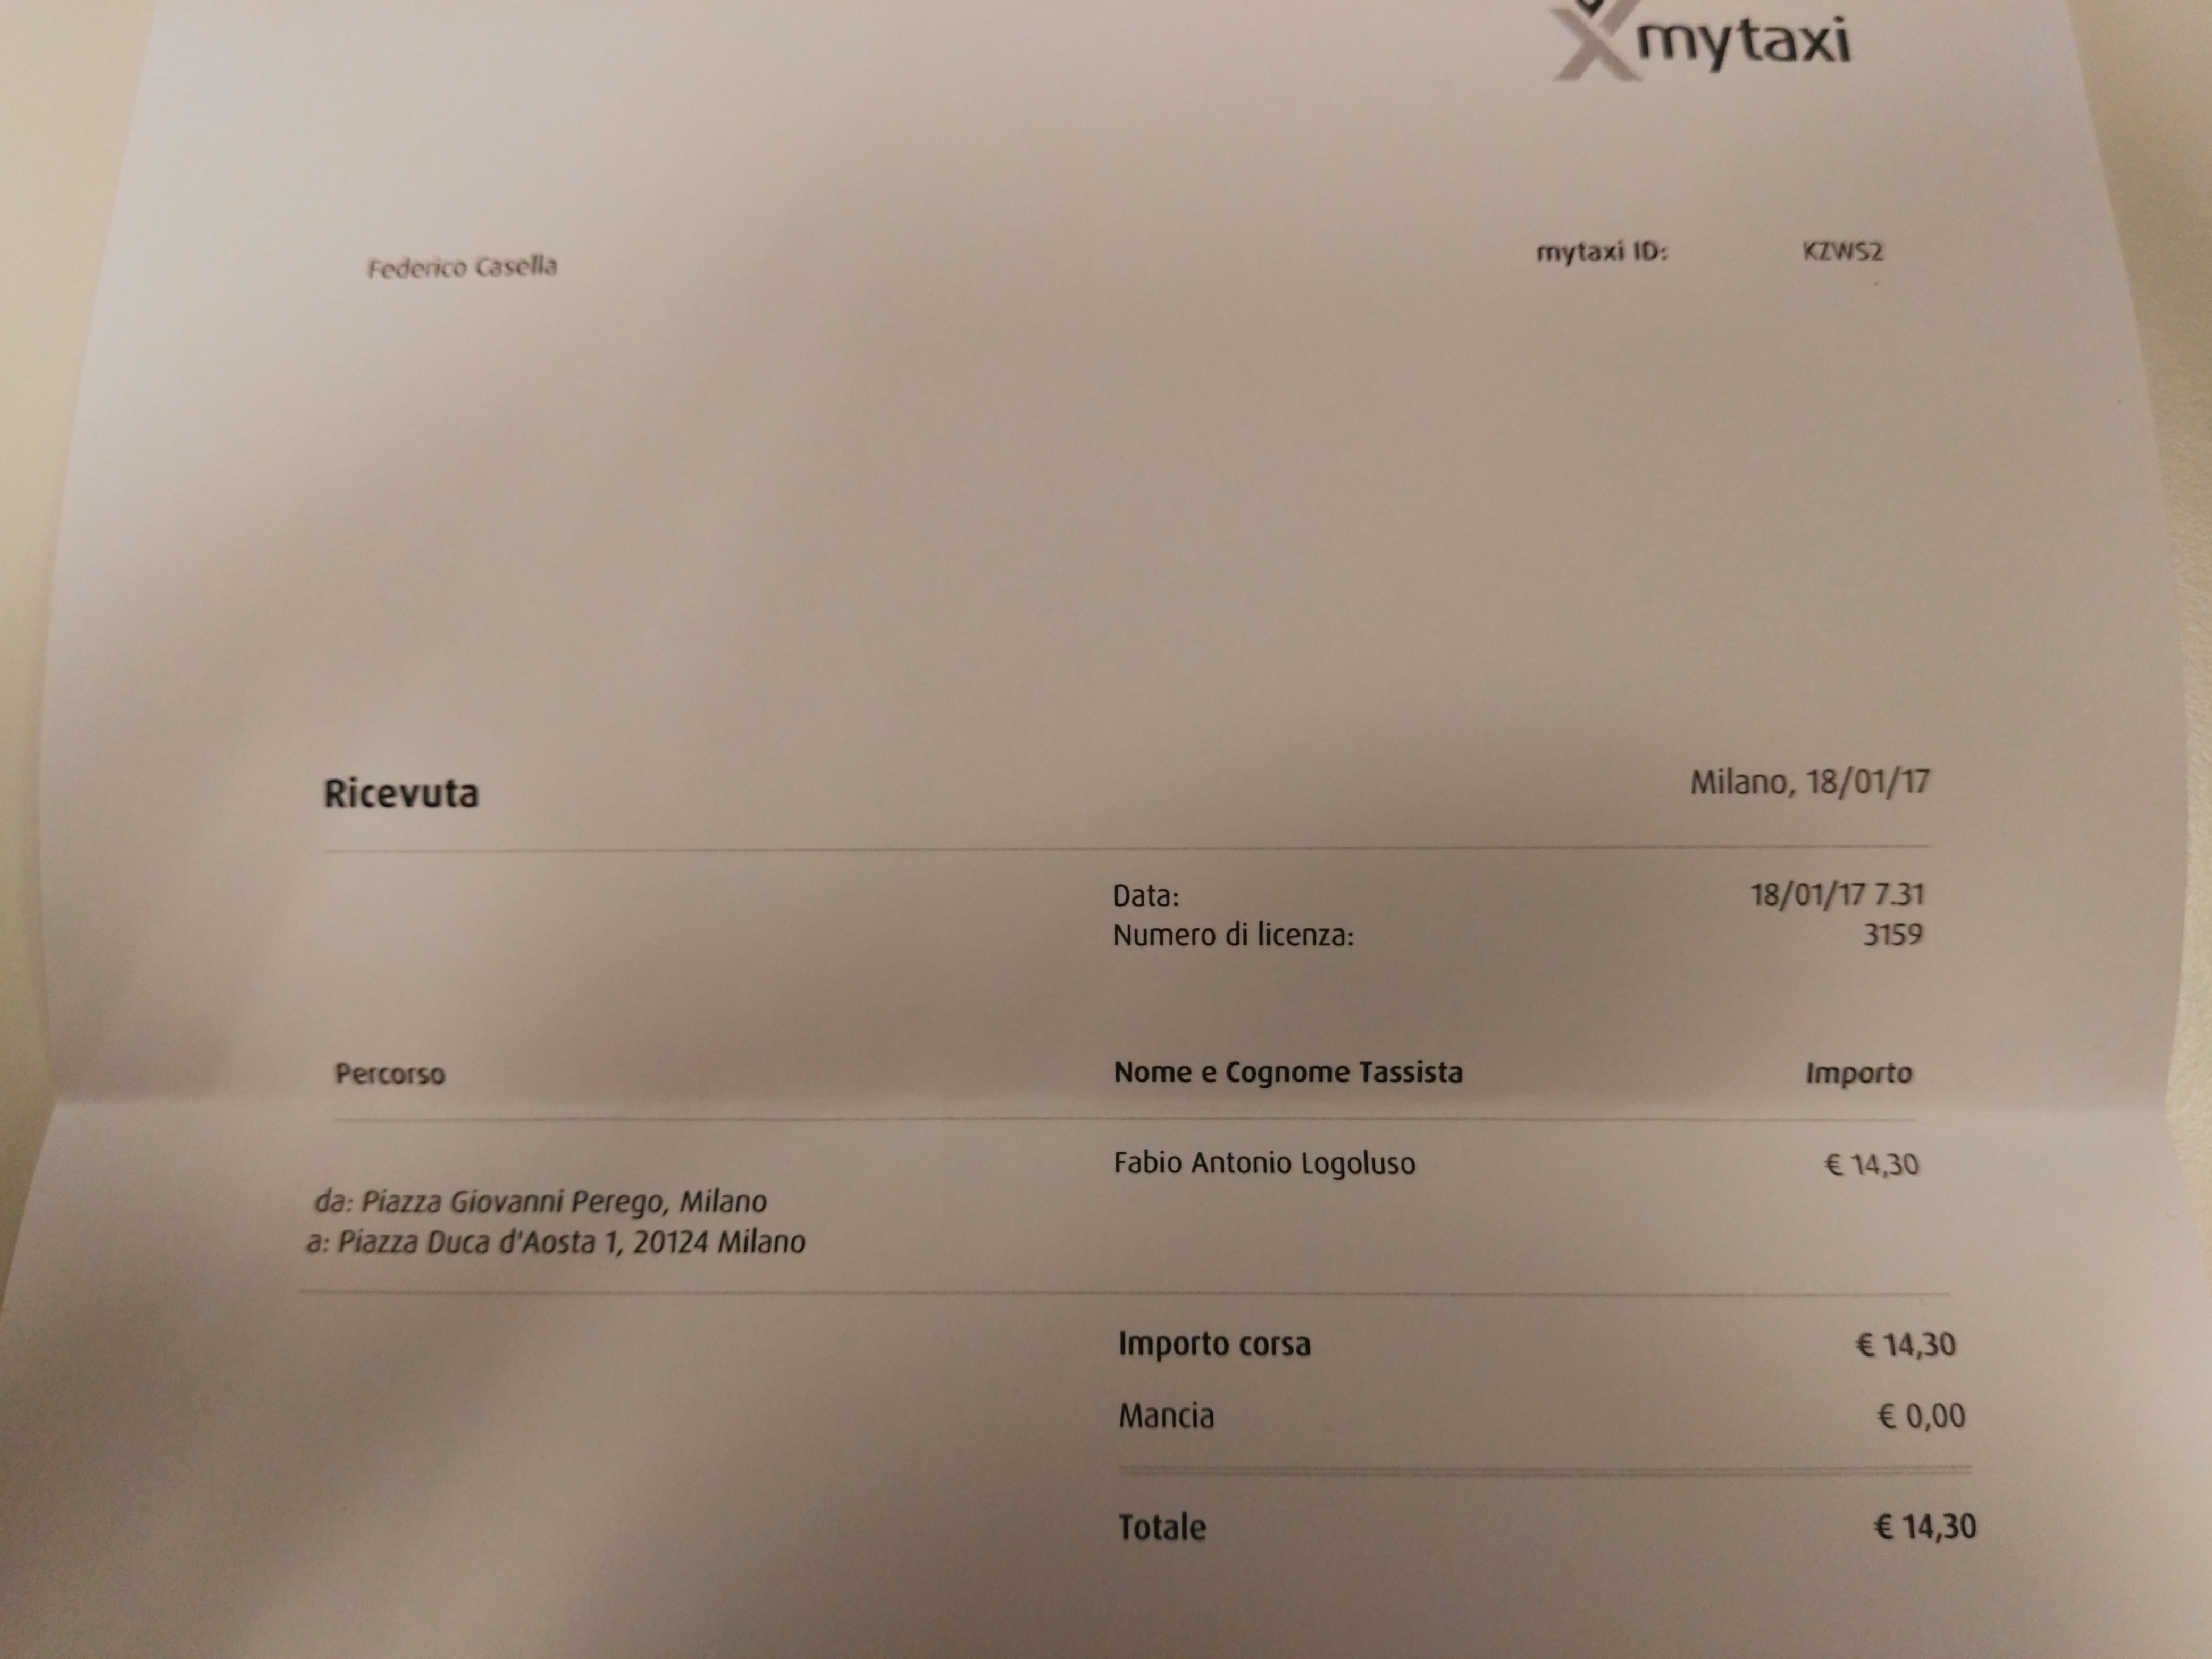 mytaxi
Federico Casella
mytaxi ID: KZWS2
Ricevuta
Milano, 18/01/17
Data: 18/01/17 7.31
Numero di licenza: 3159
Percorso Nome e Cognome Tassista Importo
Fabio Antonio Logoluso € 14,30
da: Piazza Giovanni Perego, Milano
a: Piazza Duca d'Aosta 1, 20124 Milano
Importo corsa € 14,30
Mancia € 0,00
Totale € 14,30